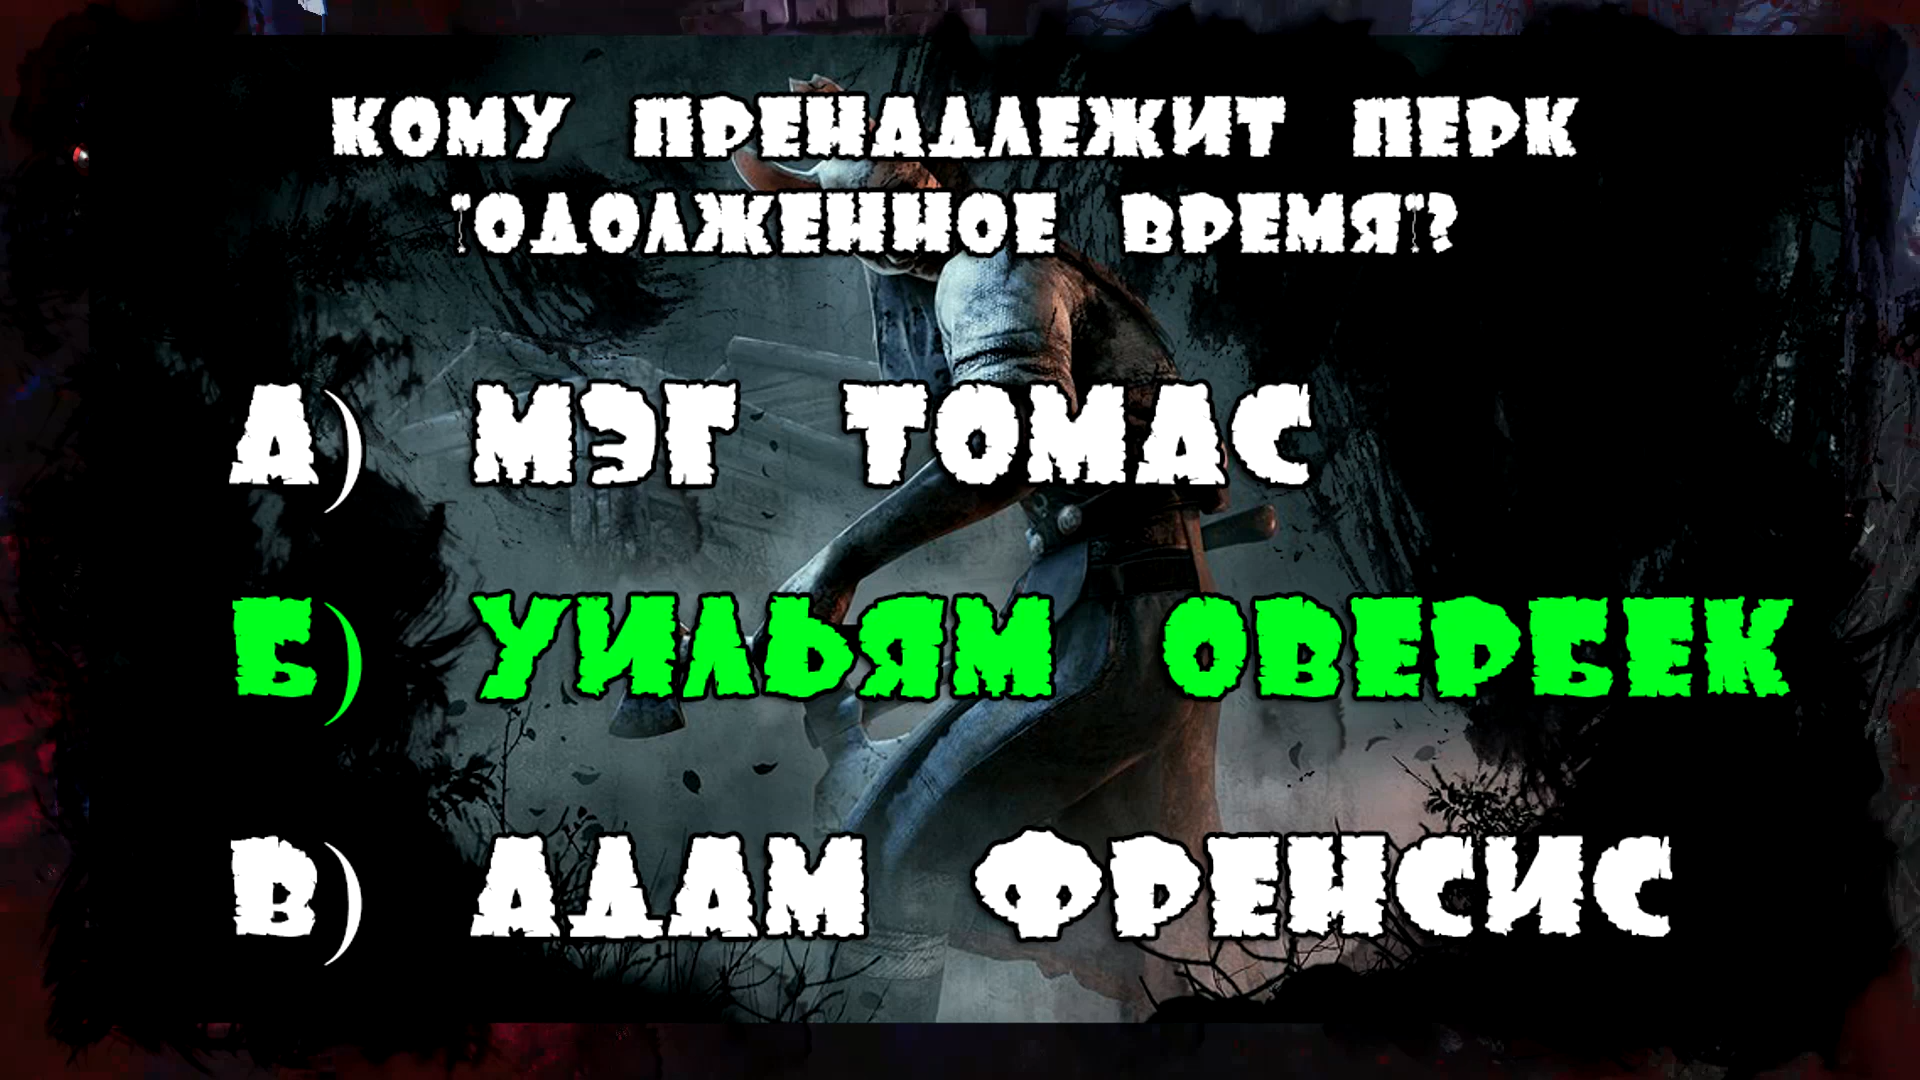 КОМУ ПРЕНАДЛЕЖИТ ПЕРК
"ОДОЛЖЕННОЕ ВРЕМЯ"?
А) МЭГ ТОМАС
Б) УИЛЬЯМ ОВЕРБЕК
В) АДАМ ФРЕНСИС